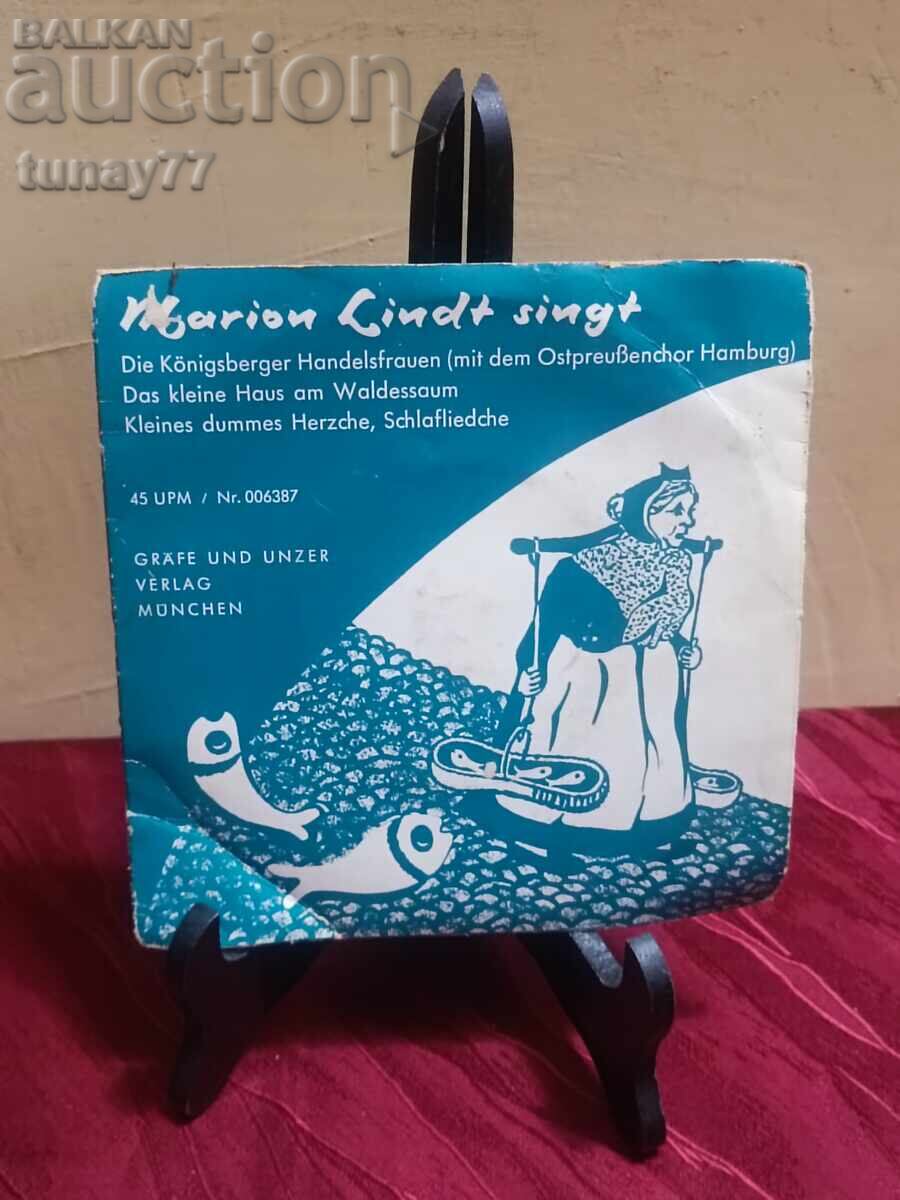 BALKAN
auction
tunay77
Marion Lindt singt
Die Königsberger Handelsfrauen (mit dem Ostpreußenchor Hamburg)
Das kleine Haus am Waldessaum
Kleines dummes Herzche, Schlafliedche
45 UPM / Nr. 006387
GRÄFE UND UNZER
VERLAG
MÜNCHEN